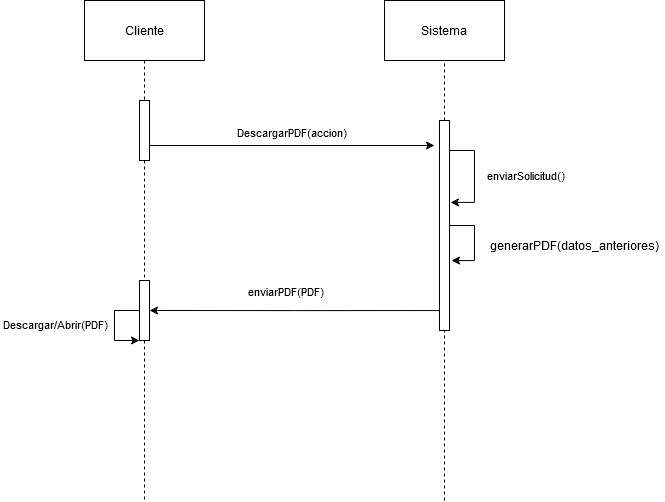 Cliente
Sistema
DescargarPDF(accion)
enviarSolicitud()
generarPDF(datos_anteriores)
enviarPDF(PDF)
Descargar/Abrir(PDF)